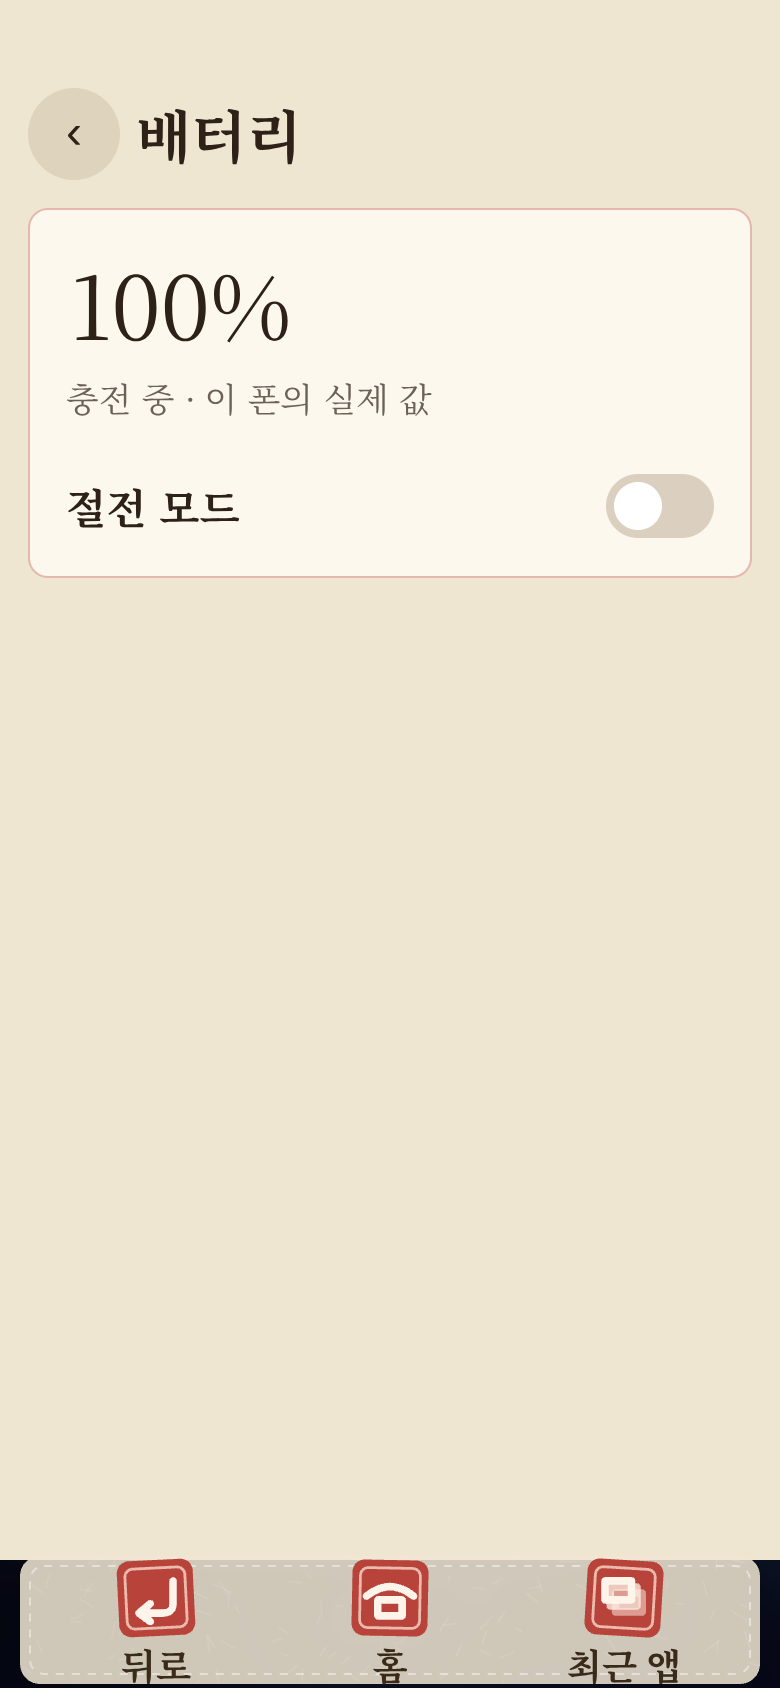 ‹ 배터리
100%
충전 중 · 이 폰의 실제 값
절전 모드
뒤로 홈 최근 앱